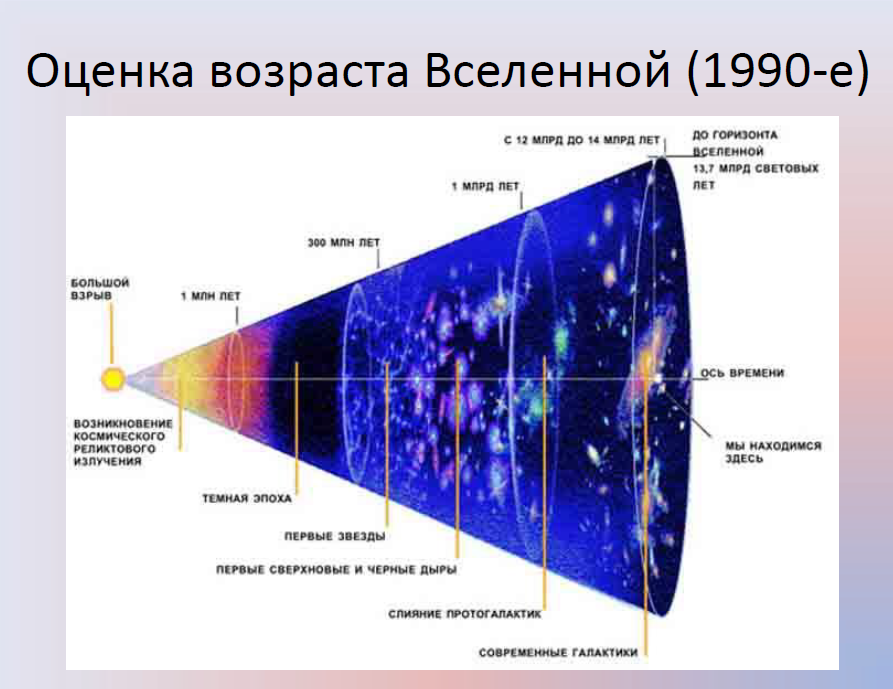 Оценка возраста Вселенной (1990-е)
С 12 МЛРД ДО 14 МЛРД ЛЕТ
ДО ГОРИЗОНТА
ВСЕЛЕННОЙ
13,7 МЛРД СВЕТОВЫХ
ЛЕТ
1 МЛРД ЛЕТ
300 МЛН ЛЕТ
БОЛЬШОЙ
ВЗРЫВ
1 МЛН ЛЕТ
ОСЬ ВРЕМЕНИ
ВОЗНИКНОВЕНИЕ
КОСМИЧЕСКОГО
РЕЛИКТОВОГО
ИЗЛУЧЕНИЯ
МЫ НАХОДИМСЯ
ЗДЕСЬ
ТЕМНАЯ ЭПОХА
ПЕРВЫЕ ЗВЕЗДЫ
ПЕРВЫЕ СВЕРХНОВЫЕ И ЧЕРНЫЕ ДЫРЫ
СЛИЯНИЕ ПРОТОГАЛАКТИК
СОВРЕМЕННЫЕ ГАЛАКТИКИ